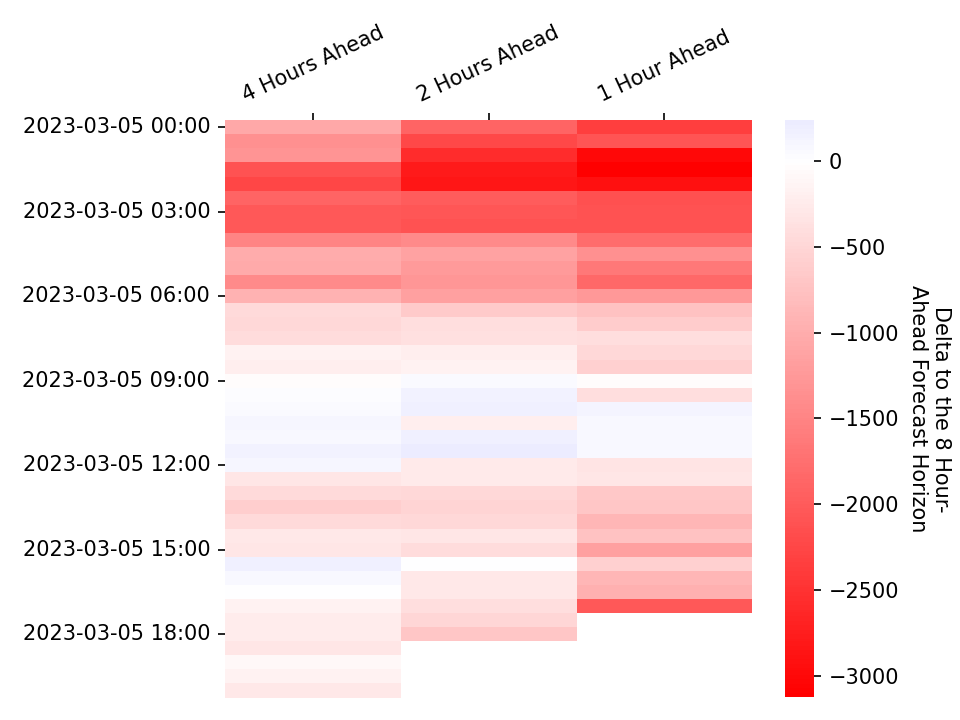 4 Hours Ahead
2 Hours Ahead
1 Hour Ahead
2023-03-05 00:00
2023-03-05 03:00
2023-03-05 06:00
2023-03-05 09:00
2023-03-05 12:00
2023-03-05 15:00
2023-03-05 18:00
0
−500
−1000
−1500
−2000
−2500
−3000
Delta to the 8 Hour-
Ahead Forecast Horizon